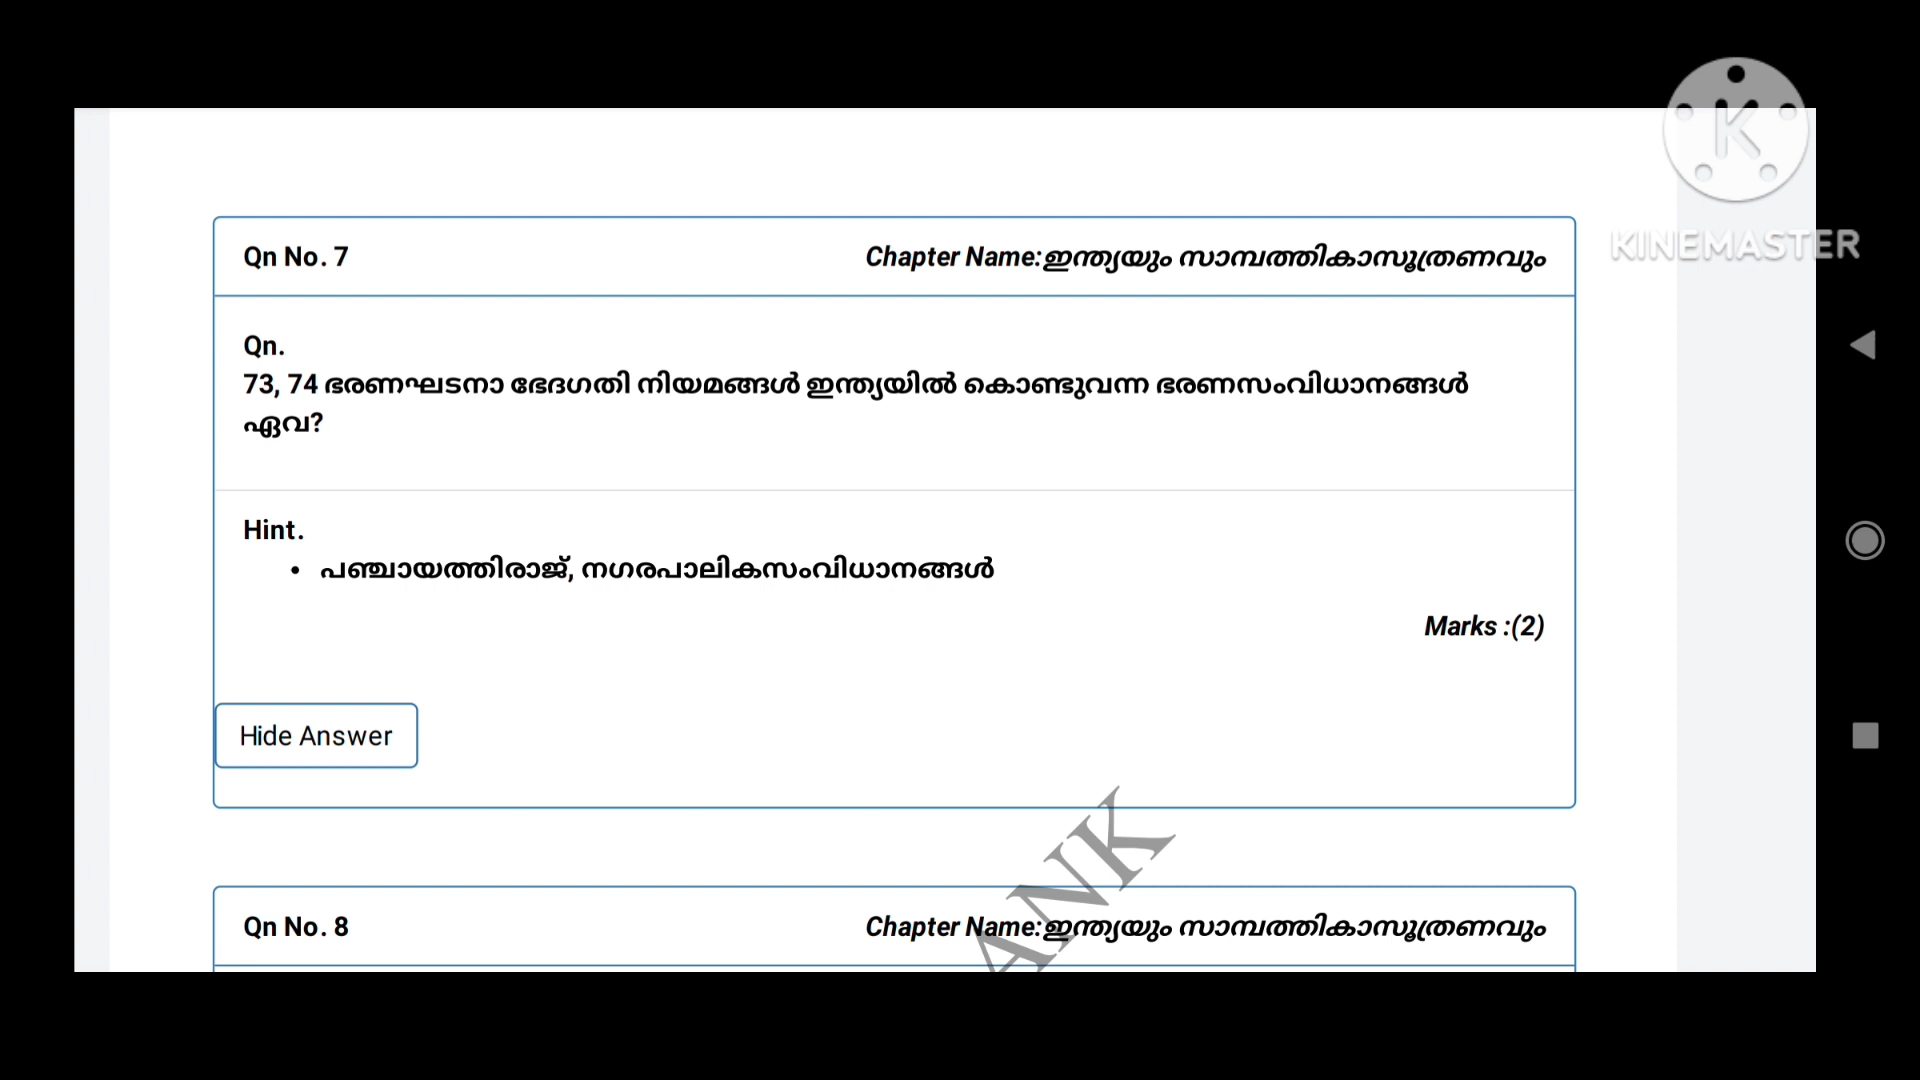 KINEMASTER
Qn No. 7 Chapter Name:ഇന്ത്യയും സാമ്പത്തികാസൂത്രണവും
Qn.
73, 74 ഭരണഘടനാ ഭേദഗതി നിയമങ്ങൾ ഇന്ത്യയിൽ കൊണ്ടുവന്ന ഭരണസംവിധാനങ്ങൾ
ഏവ?
Hint.
• പഞ്ചായത്തിരാജ്, നഗരപാലികസംവിധാനങ്ങൾ
Marks :(2)
Hide Answer
ANK
Qn No. 8 Chapter Name:ഇന്ത്യയും സാമ്പത്തികാസൂത്രണവും